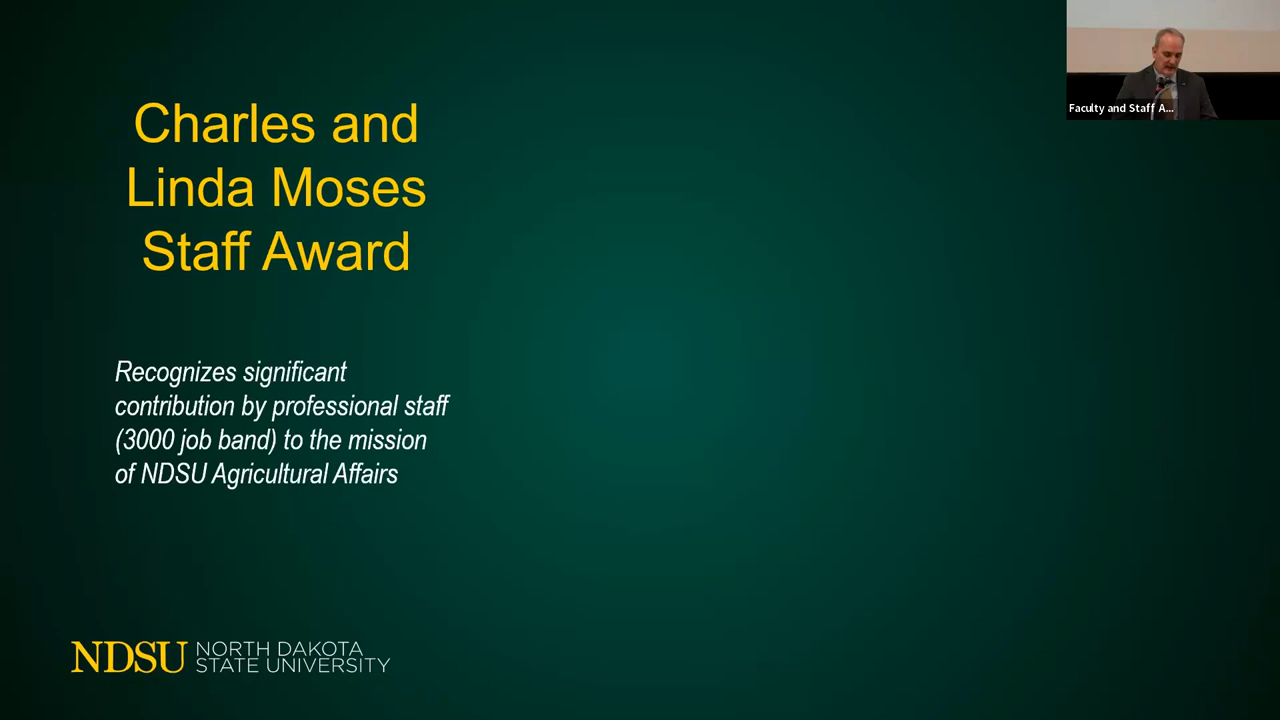 Charles and
Linda Moses
Staff Award
Recognizes significant
contribution by professional staff
(3000 job band) to the mission
of NDSU Agricultural Affairs
NDSU NORTH DAKOTA
STATE UNIVERSITY
Faculty and Staff A...